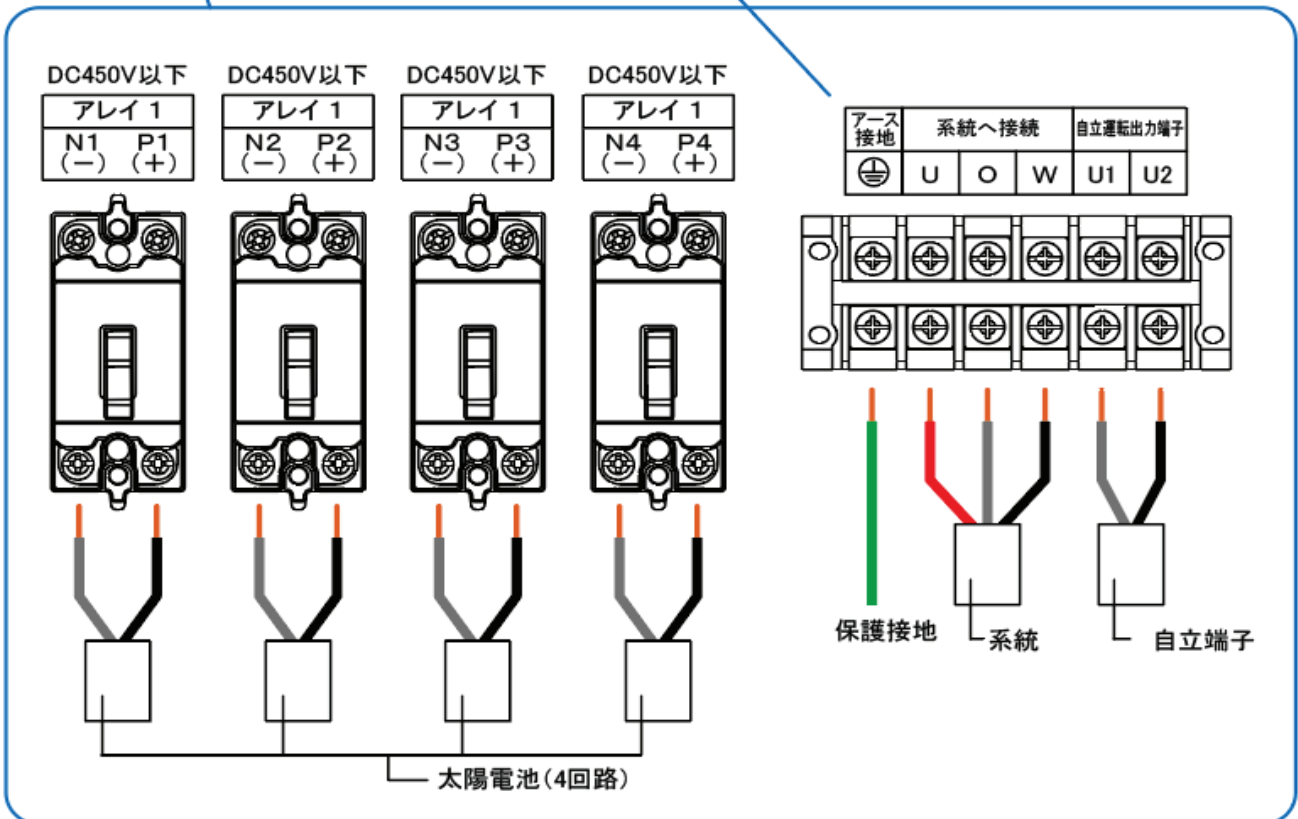 DC450V以下
アレイ 1
N1 P1
(－) (＋)
DC450V以下
アレイ 1
N2 P2
(－) (＋)
DC450V以下
アレイ 1
N3 P3
(－) (＋)
DC450V以下
アレイ 1
N4 P4
(－) (＋)
アース
接地
系統へ接続
自立運転出力端子
U O W U1 U2
保護接地
系統
自立端子
太陽電池(4回路)